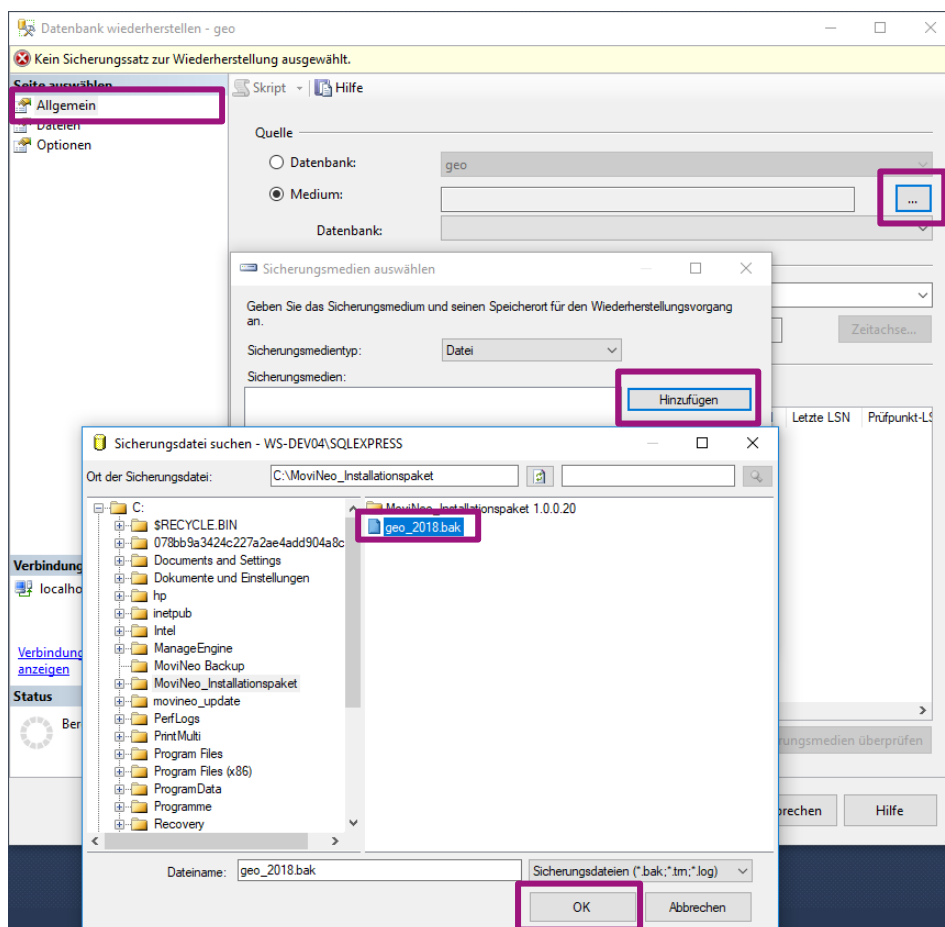 Datenbank wiederherstellen - geo
Kein Sicherungssatz zur Wiederherstellung ausgewählt.
Seite auswählen
Allgemein
Dateien
Optionen
Skript
Hilfe
Quelle
Datenbank:
geo
Medium:
...
Datenbank:
Sicherungsmedien auswählen
Geben Sie das Sicherungsmedium und seinen Speicherort für den Wiederherstellungsvorgang
an.
Sicherungsmedientyp:
Datei
Sicherungsmedien:
Hinzufügen
Zeitachse...
Letzte LSN
Prüfpunkt-LS
Sicherungsdatei suchen - WS-DEV04\SQLEXPRESS
Ort der Sicherungsdatei:
C:\MoviNeo_Installationspaket
C:
$RECYCLE.BIN
078bb9a3424c227a2ae4add904a8c
Documents and Settings
Dokumente und Einstellungen
hp
inetpub
Intel
ManageEngine
MoviNeo Backup
MoviNeo_Installationspaket
movineo_update
PerfLogs
PrintMulti
Program Files
Program Files (x86)
ProgramData
Programme
Recovery
MoviNeo_Installationspaket 1.0.0.20
geo_2018.bak
Dateiname:
geo_2018.bak
Sicherungsdateien (*.bak;*.trn;*.log)
OK
Abbrechen
Verbindung
localho
Verbindung
anzeigen
Status
Ber
rungsmedien überprüfen
brechen
Hilfe